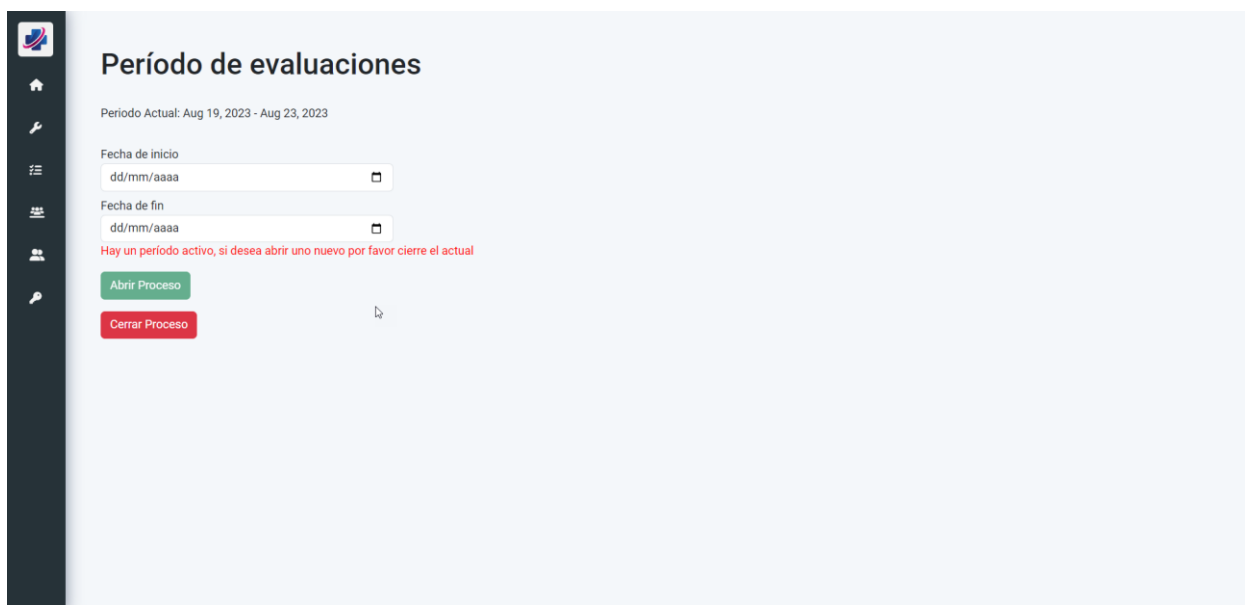 Período de evaluaciones
Periodo Actual: Aug 19, 2023 - Aug 23, 2023
Fecha de inicio
dd/mm/aaaa
Fecha de fin
dd/mm/aaaa
Hay un período activo, si desea abrir uno nuevo por favor cierre el actual
Abrir Proceso
Cerrar Proceso